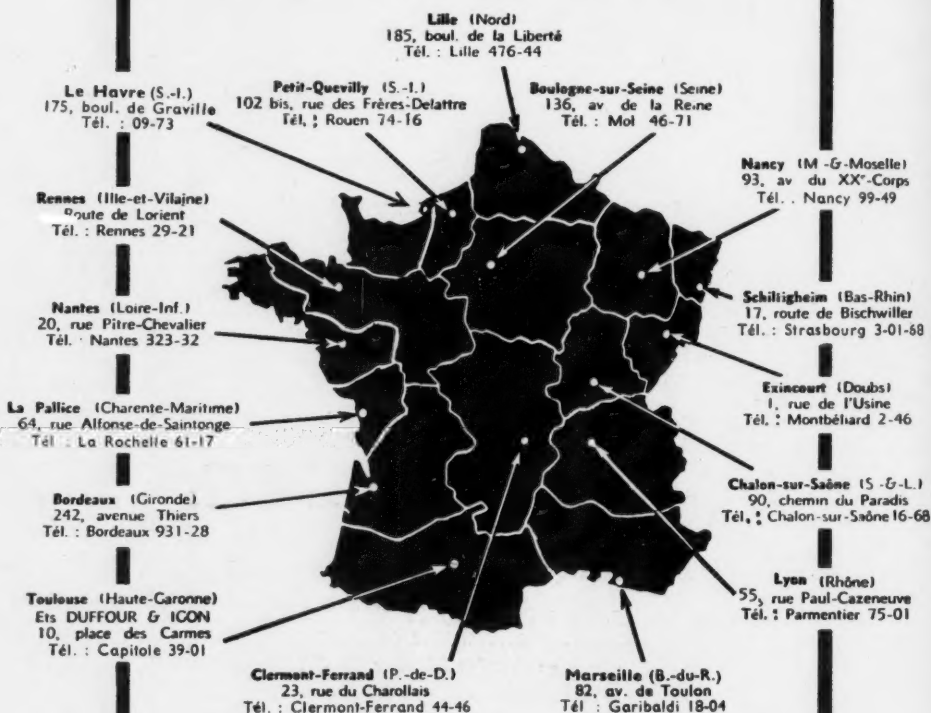 Lille (Nord)
185, boul. de la Liberté
Tél. : Lille 476-44
Le Havre (S.-I.)
175, boul. de Graville
Tél. : 09-73
Petit-Quevilly (S.-I.)
102 bis, rue des Frères-Delattre
Tél. : Rouen 74-16
Boulogne-sur-Seine (Seine)
136, av de la Reine
Tél. : Mol 46-71
Nancy (M -&-Moselle)
93, av du XXe-Corps
Tél. . Nancy 99-49
Rennes (Ille-et-Vilaine)
Route de Lorient
Tél. : Rennes 29-21
Schiltigheim (Bas-Rhin)
17, route de Bischwiller
Tél. : Strasbourg 3-01-68
Nantes (Loire-Inf.)
20, rue Pitre-Chevalier
Tél. · Nantes 323-32
Exincourt (Doubs)
1, rue de l'Usine
Tél. : Montbéliard 2-46
La Pallice (Charente-Maritime)
64, rue Alfonse-de-Saintonge
Tél : La Rochelle 61-17
Chalon-sur-Saône (S -&-L.)
90, chemin du Paradis
Tél. : Chalon-sur-Saône 16-68
Bordeaux (Gironde)
242, avenue Thiers
Tél. : Bordeaux 931-28
Lyon (Rhône)
55, rue Paul-Cazeneuve
Tél. : Parmentier 75-01
Toulouse (Haute-Garonne)
Ets DUFFOUR & IGON
10, place des Carmes
Tél. : Capitole 39-01
Clermont-Ferrand (P.-de-D.)
23, rue du Charollais
Tél. : Clermont-Ferrand 44-46
Marseille (B.-du-R.)
82, av. de Toulon
Tél : Garibaldi 18-04